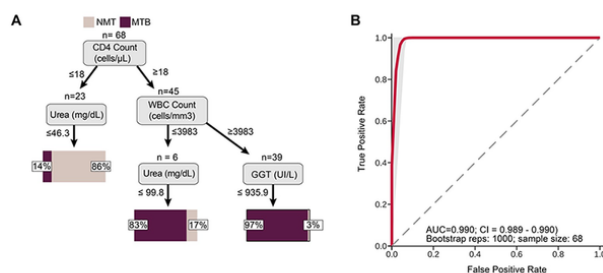 A
NMT MTB
n= 68
CD4 Count
(cells/µL)
≤18 ≥18
n=23 n=45
Urea (mg/dL) WBC Count
(cells/mm3)
≤46.3 ≤3983 ≥3983
14% 86%
n = 6 n=39
Urea (mg/dL) GGT (UI/L)
≤ 99.8 ≤ 935.9
83% 17% 97% 3%
B
True Positive Rate
1.0
0.8
0.6
0.4
0.2
0.0
AUC=0.990; CI = 0.989 - 0.990)
Bootstrap reps: 1000; sample size: 68
0.0 0.2 0.4 0.6 0.8 1.0
False Positive Rate